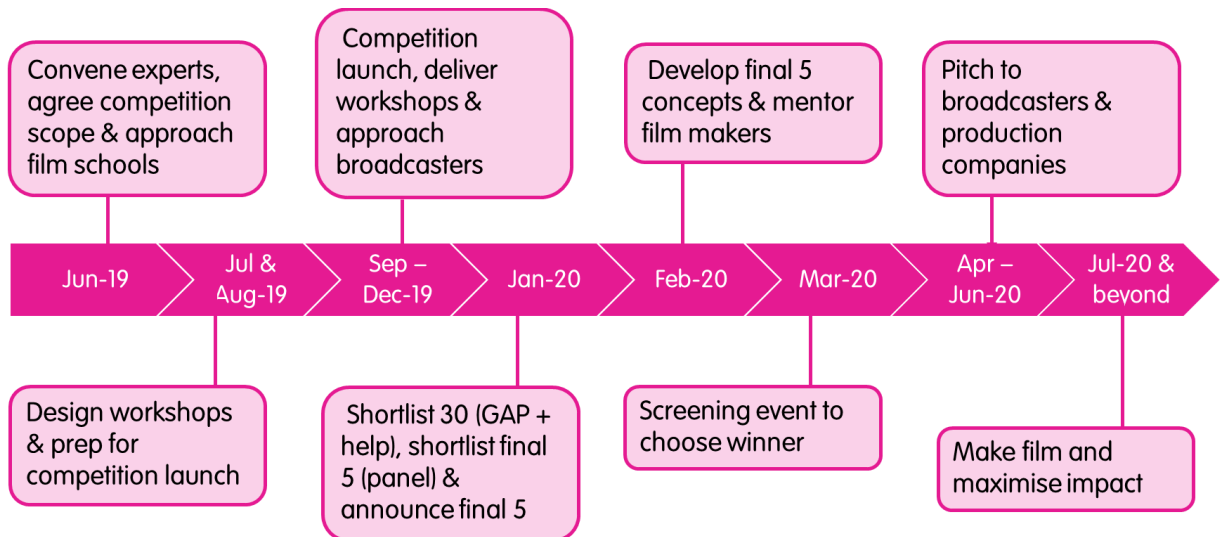 Convene experts,
agree competition
scope & approach
film schools
Competition
launch, deliver
workshops &
approach
broadcasters
Develop final 5
concepts & mentor
film makers
Pitch to
broadcasters &
production
companies
Jun-19
Jul &
Aug-19
Sep –
Dec-19
Jan-20
Feb-20
Mar-20
Apr –
Jun-20
Jul-20 &
beyond
Design workshops
& prep for
competition launch
Shortlist 30 (GAP +
help), shortlist final
5 (panel) &
announce final 5
Screening event to
choose winner
Make film and
maximise impact